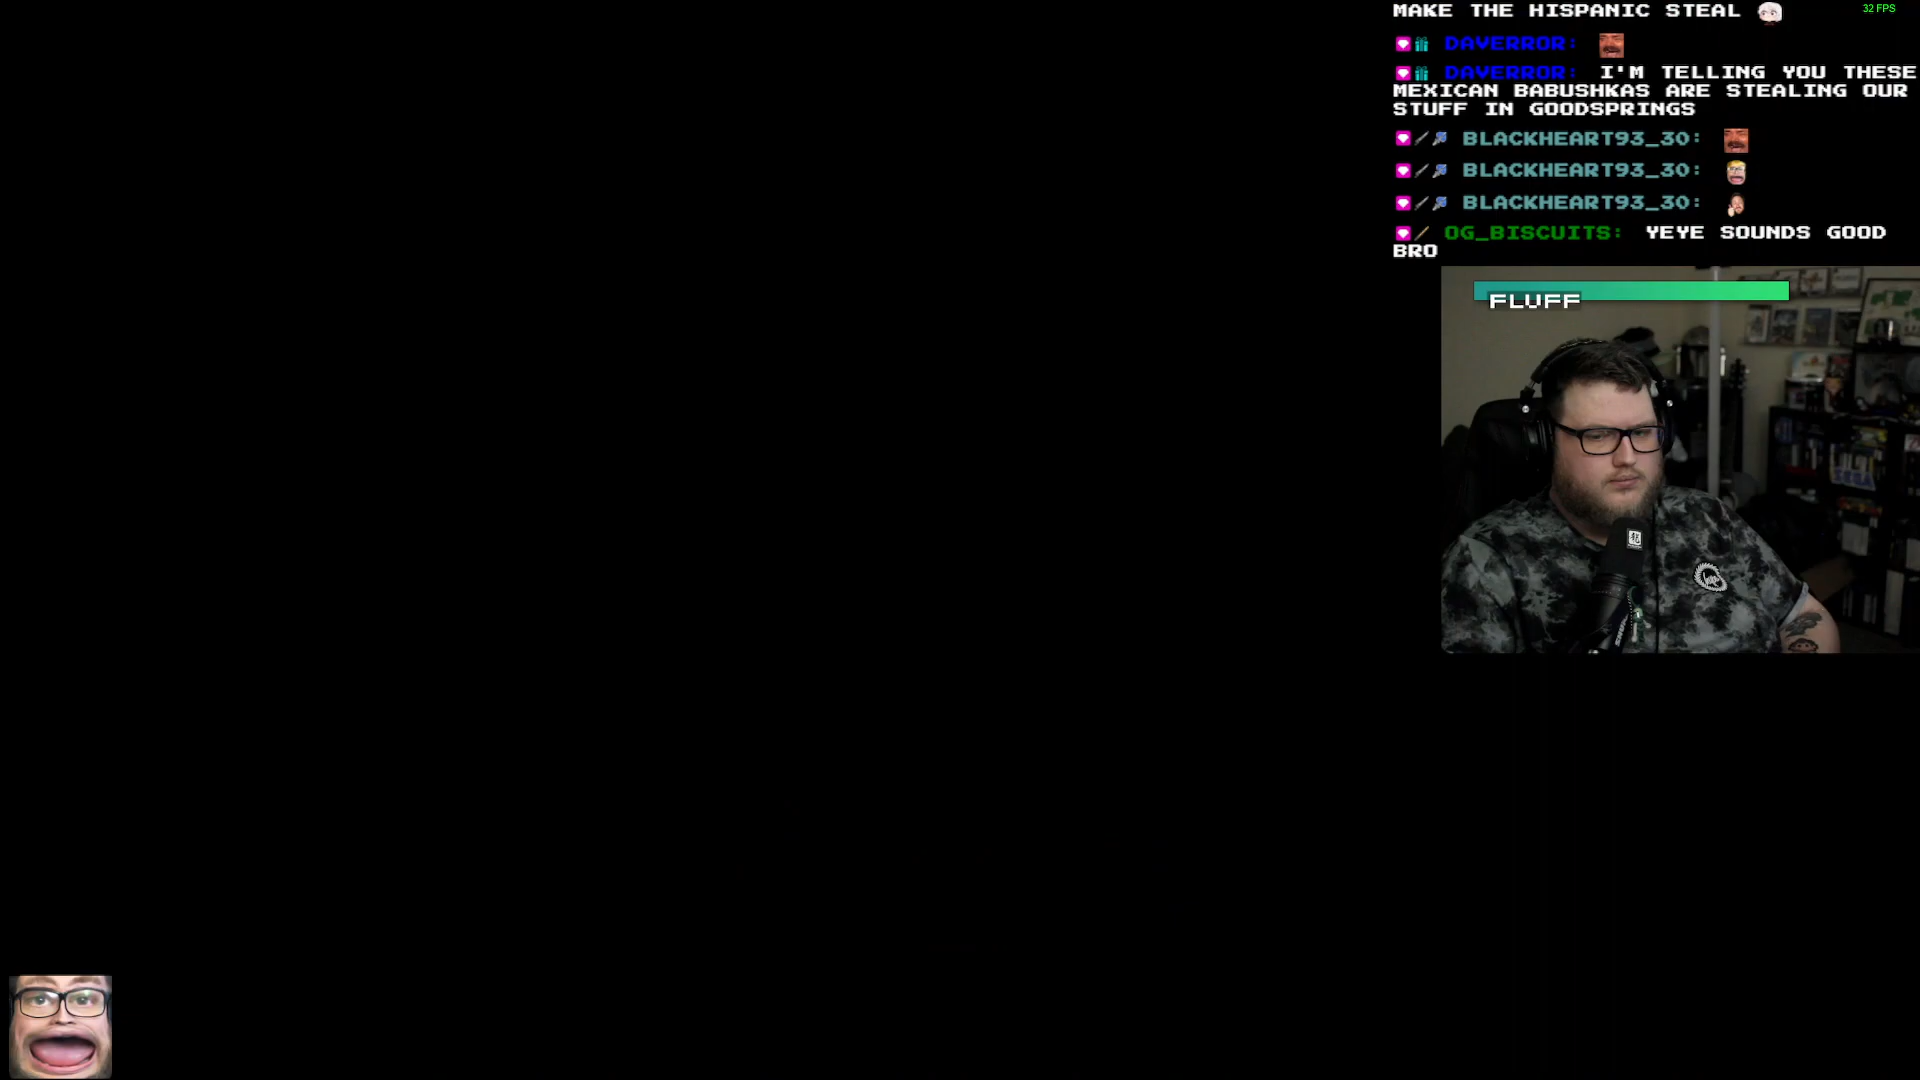 MAKE THE HISPANIC STEAL
32 FPS
DAVERROR:
DAVERROR: I'M TELLING YOU THESE
MEXICAN BABUSHKAS ARE STEALING OUR
STUFF IN GOODSPRINGS
BLACKHEART93_30:
BLACKHEART93_30:
BLACKHEART93_30:
OG_BISCUITS: YEYE SOUNDS GOOD
BRO
FLUFF
SEGA